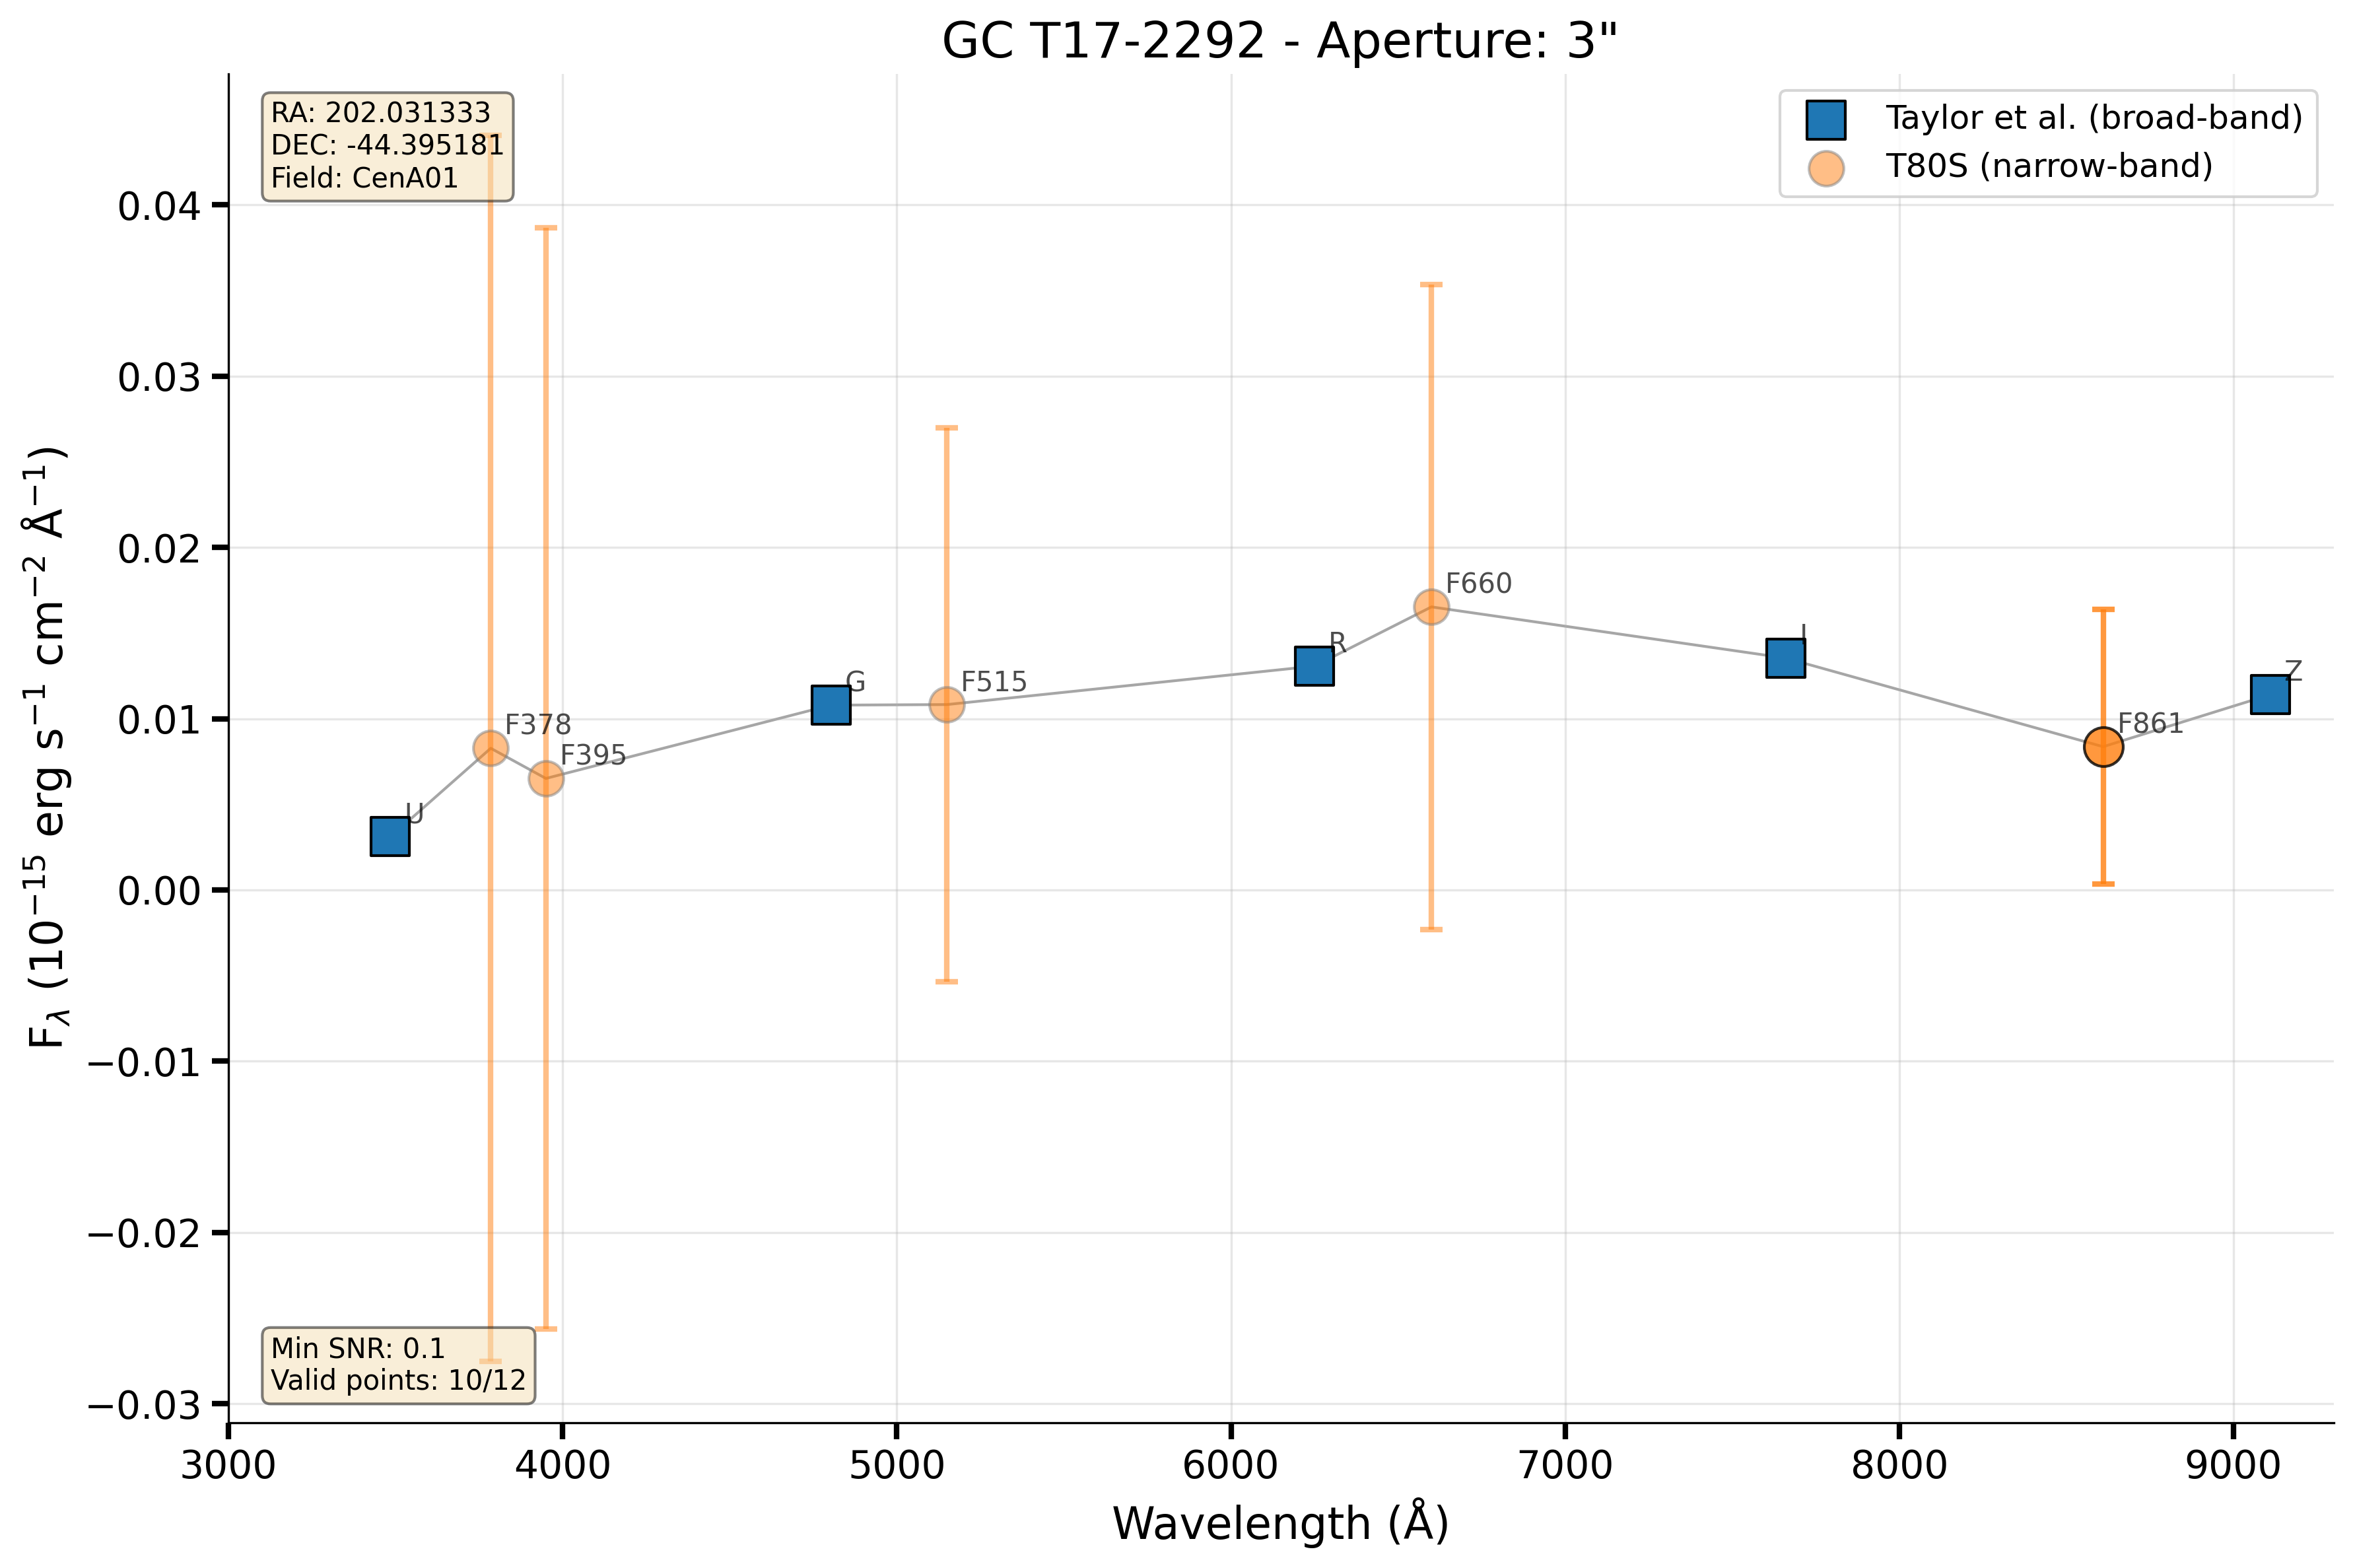 GC T17-2292 - Aperture: 3"
RA: 202.031333
DEC: -44.395181
Field: CenA01
Taylor et al. (broad-band)
T80S (narrow-band)
0.04
0.03
0.02
0.01
0.00
−0.01
−0.02
−0.03
F_λ (10⁻¹⁵ erg s⁻¹ cm⁻² Å⁻¹)
U
F378
F395
G
F515
R
F660
I
F861
Z
Min SNR: 0.1
Valid points: 10/12
3000 4000 5000 6000 7000 8000 9000
Wavelength (Å)